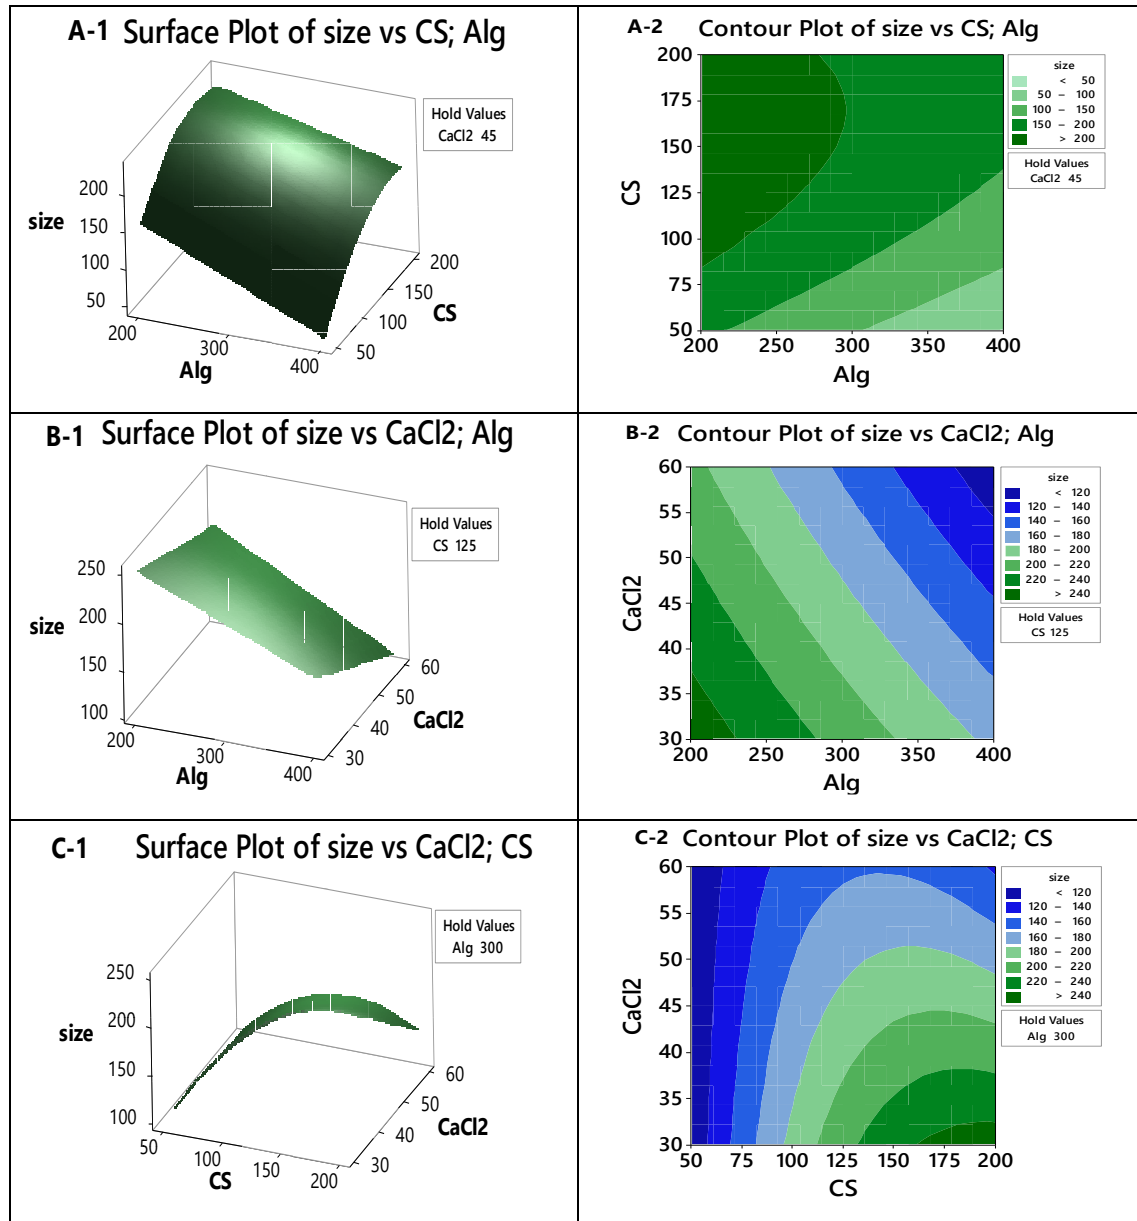 A-1 Surface Plot of size vs CS; Alg
Hold Values
CaCl2 45
size
200
150
100
50
200
300
400
Alg
50
100
150
200
CS
A-2 Contour Plot of size vs CS; Alg
CS
200
175
150
125
100
75
50
200 250 300 350 400
Alg
size
< 50
50 – 100
100 – 150
150 – 200
> 200
Hold Values
CaCl2 45
B-1 Surface Plot of size vs CaCl2; Alg
Hold Values
CS 125
size
250
200
150
100
200
300
400
Alg
30
40
50
60
CaCl2
B-2 Contour Plot of size vs CaCl2; Alg
CaCl2
60
55
50
45
40
35
30
200 250 300 350 400
Alg
size
< 120
120 – 140
140 – 160
160 – 180
180 – 200
200 – 220
220 – 240
> 240
Hold Values
CS 125
C-1 Surface Plot of size vs CaCl2; CS
Hold Values
Alg 300
size
250
200
150
100
50
100
150
200
CS
30
40
50
60
CaCl2
C-2 Contour Plot of size vs CaCl2; CS
CaCl2
60
55
50
45
40
35
30
50 75 100 125 150 175 200
CS
size
< 120
120 – 140
140 – 160
160 – 180
180 – 200
200 – 220
220 – 240
> 240
Hold Values
Alg 300